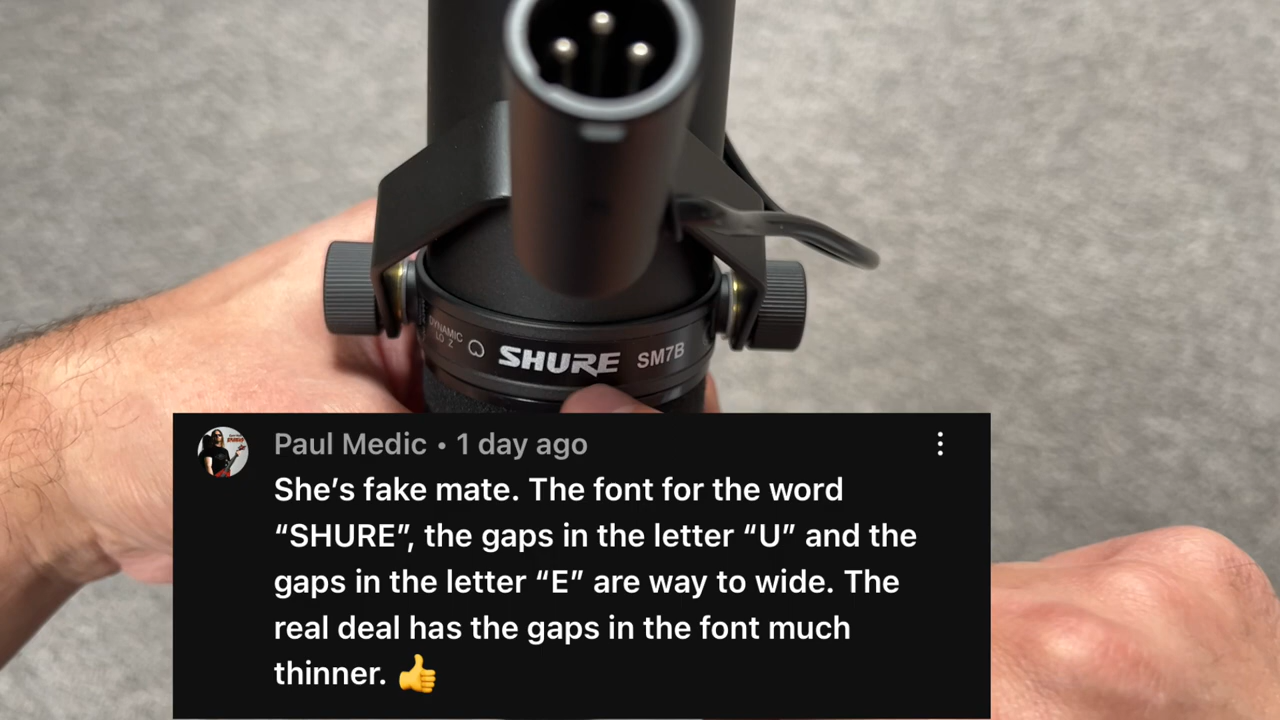 DYNAMIC
LO Z
SHURE SM7B
Paul Medic • 1 day ago
She’s fake mate. The font for the word
“SHURE”, the gaps in the letter “U” and the
gaps in the letter “E” are way to wide. The
real deal has the gaps in the font much
thinner. 👍